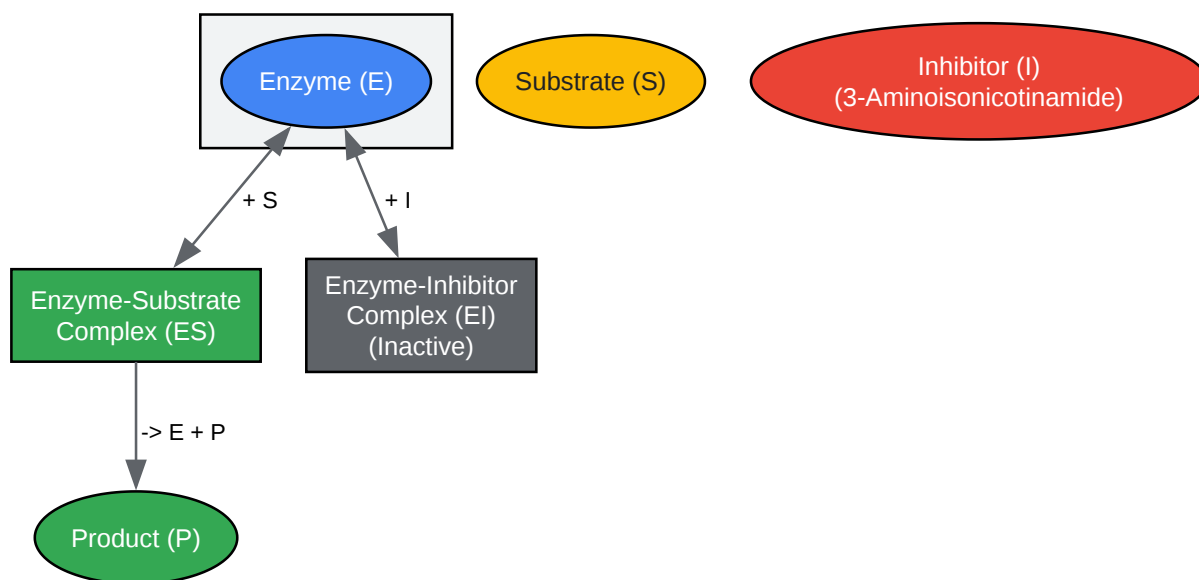 Enzyme (E)
Substrate (S)
Inhibitor (I)
(3-Aminoisonicotinamide)
+ S
+ I
Enzyme-Substrate
Complex (ES)
Enzyme-Inhibitor
Complex (EI)
(Inactive)
-> E + P
Product (P)